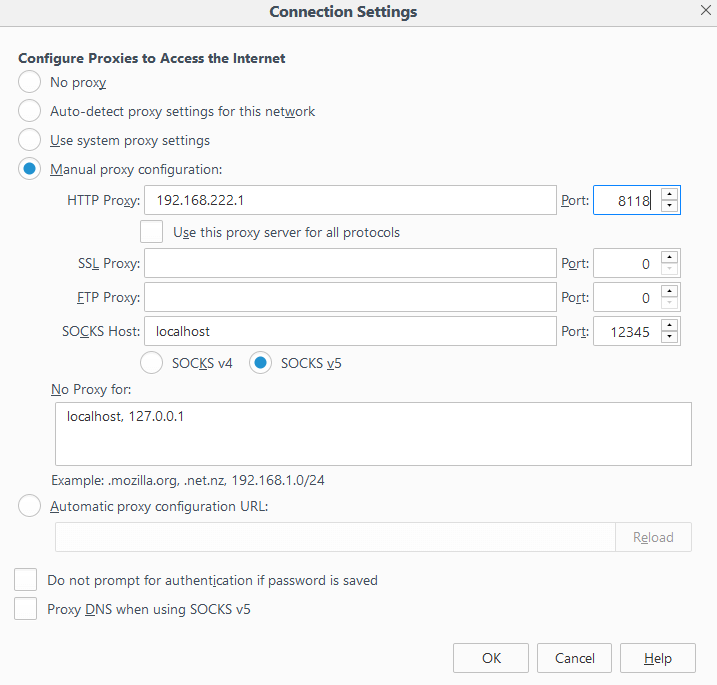 Connection Settings
Configure Proxies to Access the Internet
No proxy
Auto-detect proxy settings for this network
Use system proxy settings
Manual proxy configuration:
HTTP Proxy: 192.168.222.1 Port: 8118
Use this proxy server for all protocols
SSL Proxy: Port: 0
FTP Proxy: Port: 0
SOCKS Host: localhost Port: 12345
SOCKS v4 SOCKS v5
No Proxy for:
localhost, 127.0.0.1
Example: .mozilla.org, .net.nz, 192.168.1.0/24
Automatic proxy configuration URL:
Reload
Do not prompt for authentication if password is saved
Proxy DNS when using SOCKS v5
OK Cancel Help